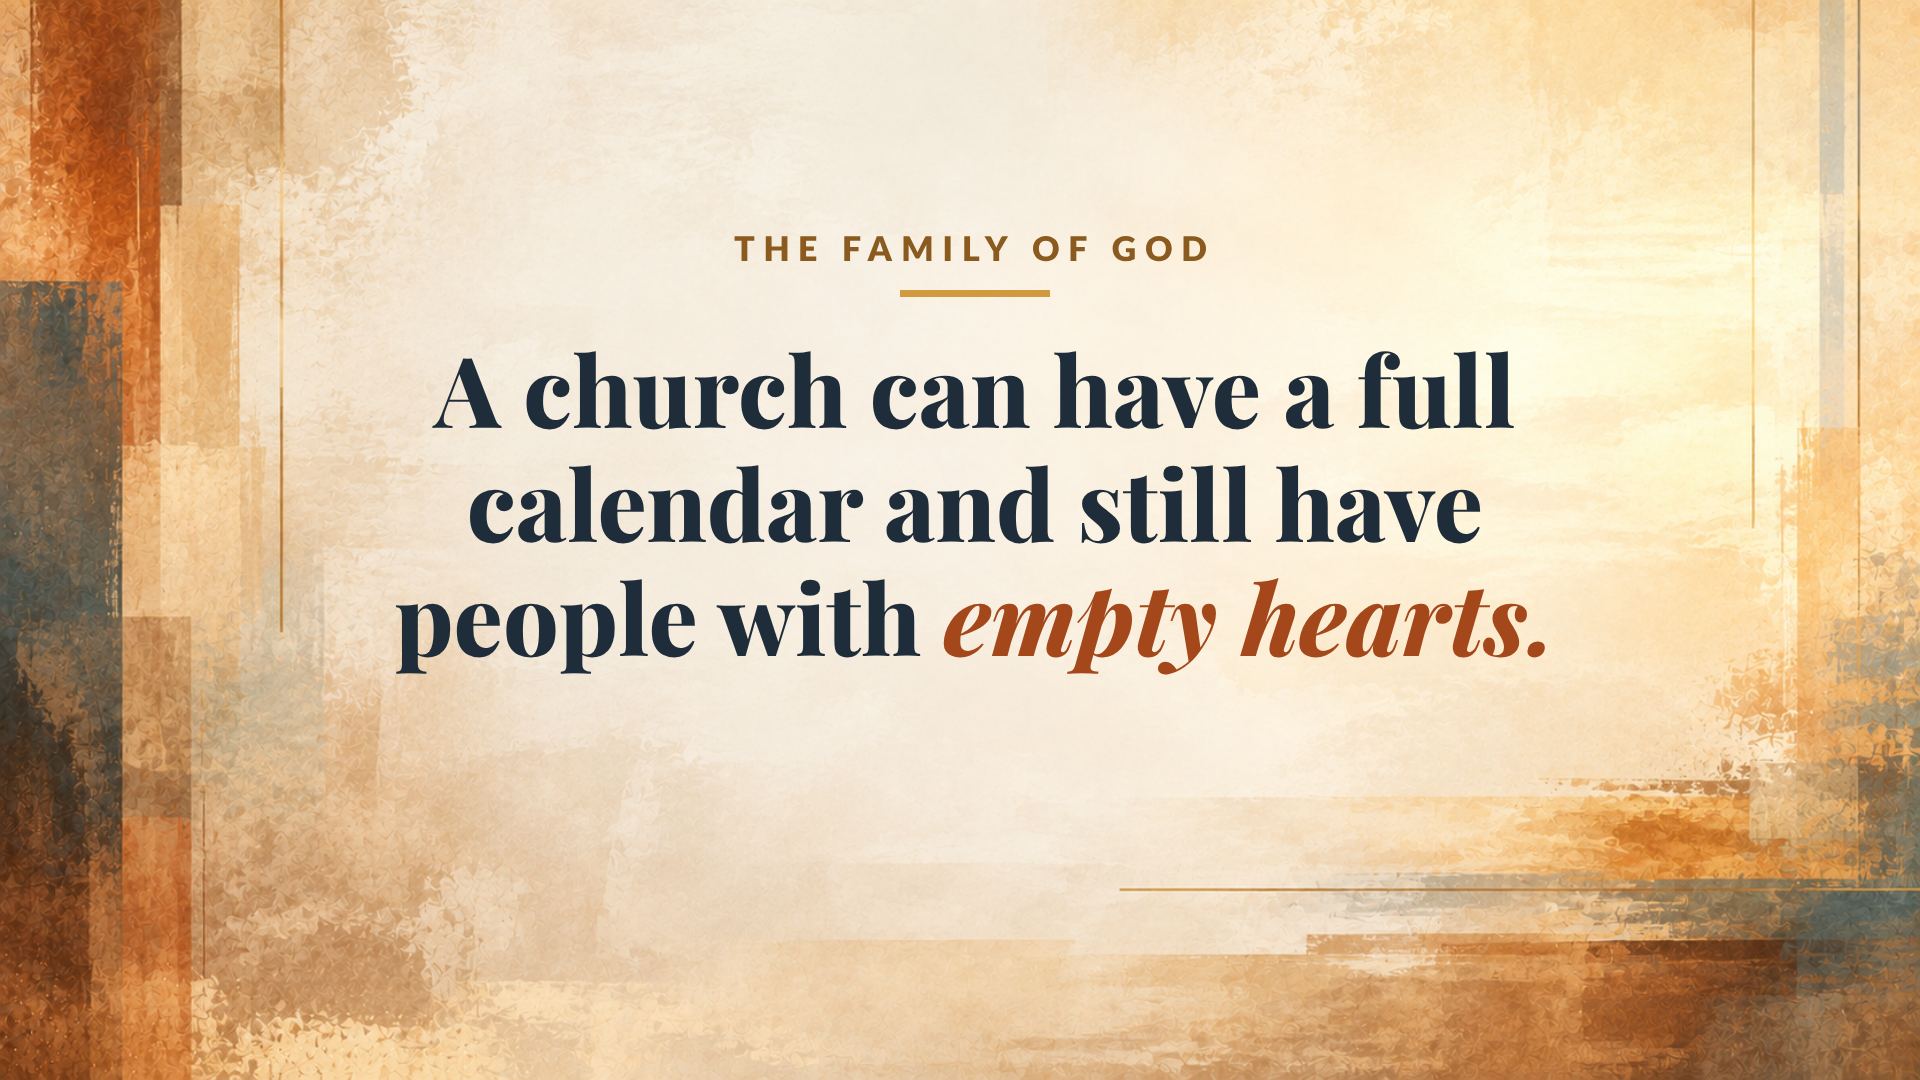 THE FAMILY OF GOD
A church can have a full
calendar and still have
people with empty hearts.